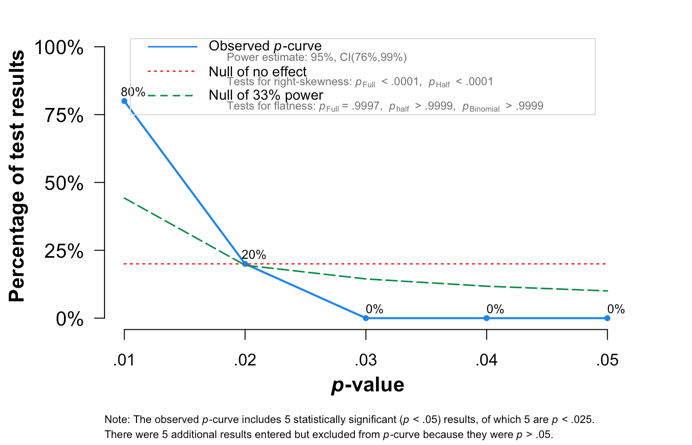 Observed p-curve
Power estimate: 95%, CI(76%,99%)
Null of no effect
Tests for right-skewness: pFull < .0001, pHalf < .0001
Null of 33% power
Tests for flatness: pFull = .9997, phalf > .9999, pBinomial > .9999
Percentage of test results
100%
75%
50%
25%
0%
80%
20%
0%
0%
0%
.01
.02
.03
.04
.05
p-value
Note: The observed p-curve includes 5 statistically significant (p < .05) results, of which 5 are p < .025.
There were 5 additional results entered but excluded from p-curve because they were p > .05.